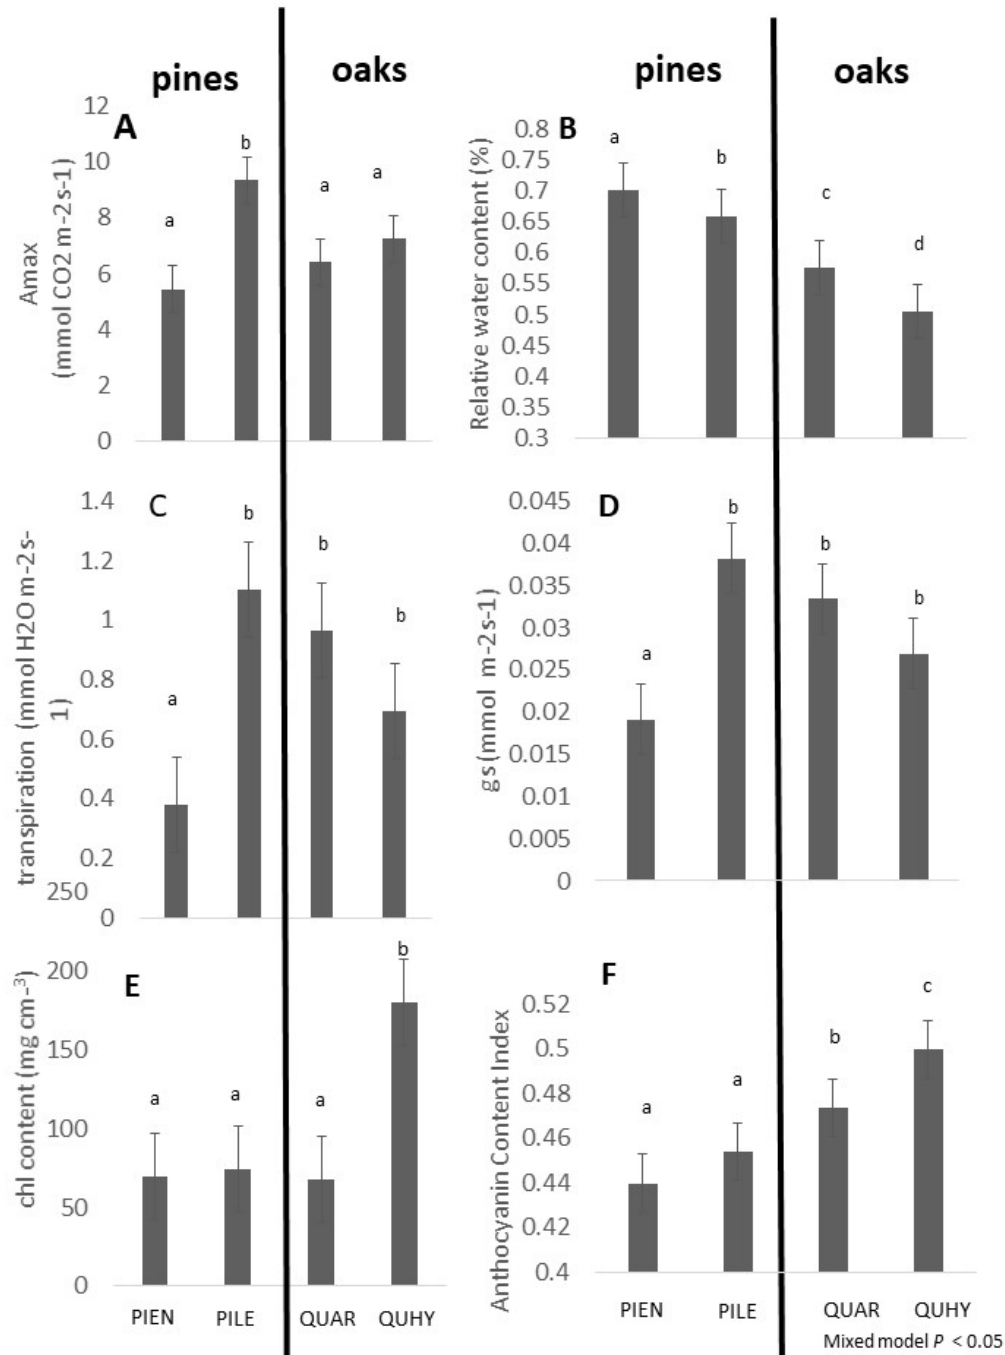 pines
oaks
pines
oaks
A
Amax
(mmol CO2 m-2s-1)
12
10
8
6
4
2
0
a
b
a
a
B
Relative water content (%)
0.8
0.75
0.7
0.65
0.6
0.55
0.5
0.45
0.4
0.35
0.3
a
b
c
d
C
transpiration (mmol H2O m-2s-
1)
1.4
1.2
1
0.8
0.6
0.4
0.2
0
a
b
b
b
D
gs (mmol m-2s-1)
0.045
0.04
0.035
0.03
0.025
0.02
0.015
0.01
0.005
0
a
b
b
b
E
chl content (mg cm-3)
250
200
150
100
50
0
a
a
a
b
PIEN
PILE
QUAR
QUHY
F
Anthocyanin Content Index
0.52
0.5
0.48
0.46
0.44
0.42
0.4
a
a
b
c
PIEN
PILE
QUAR
QUHY
Mixed model P < 0.05